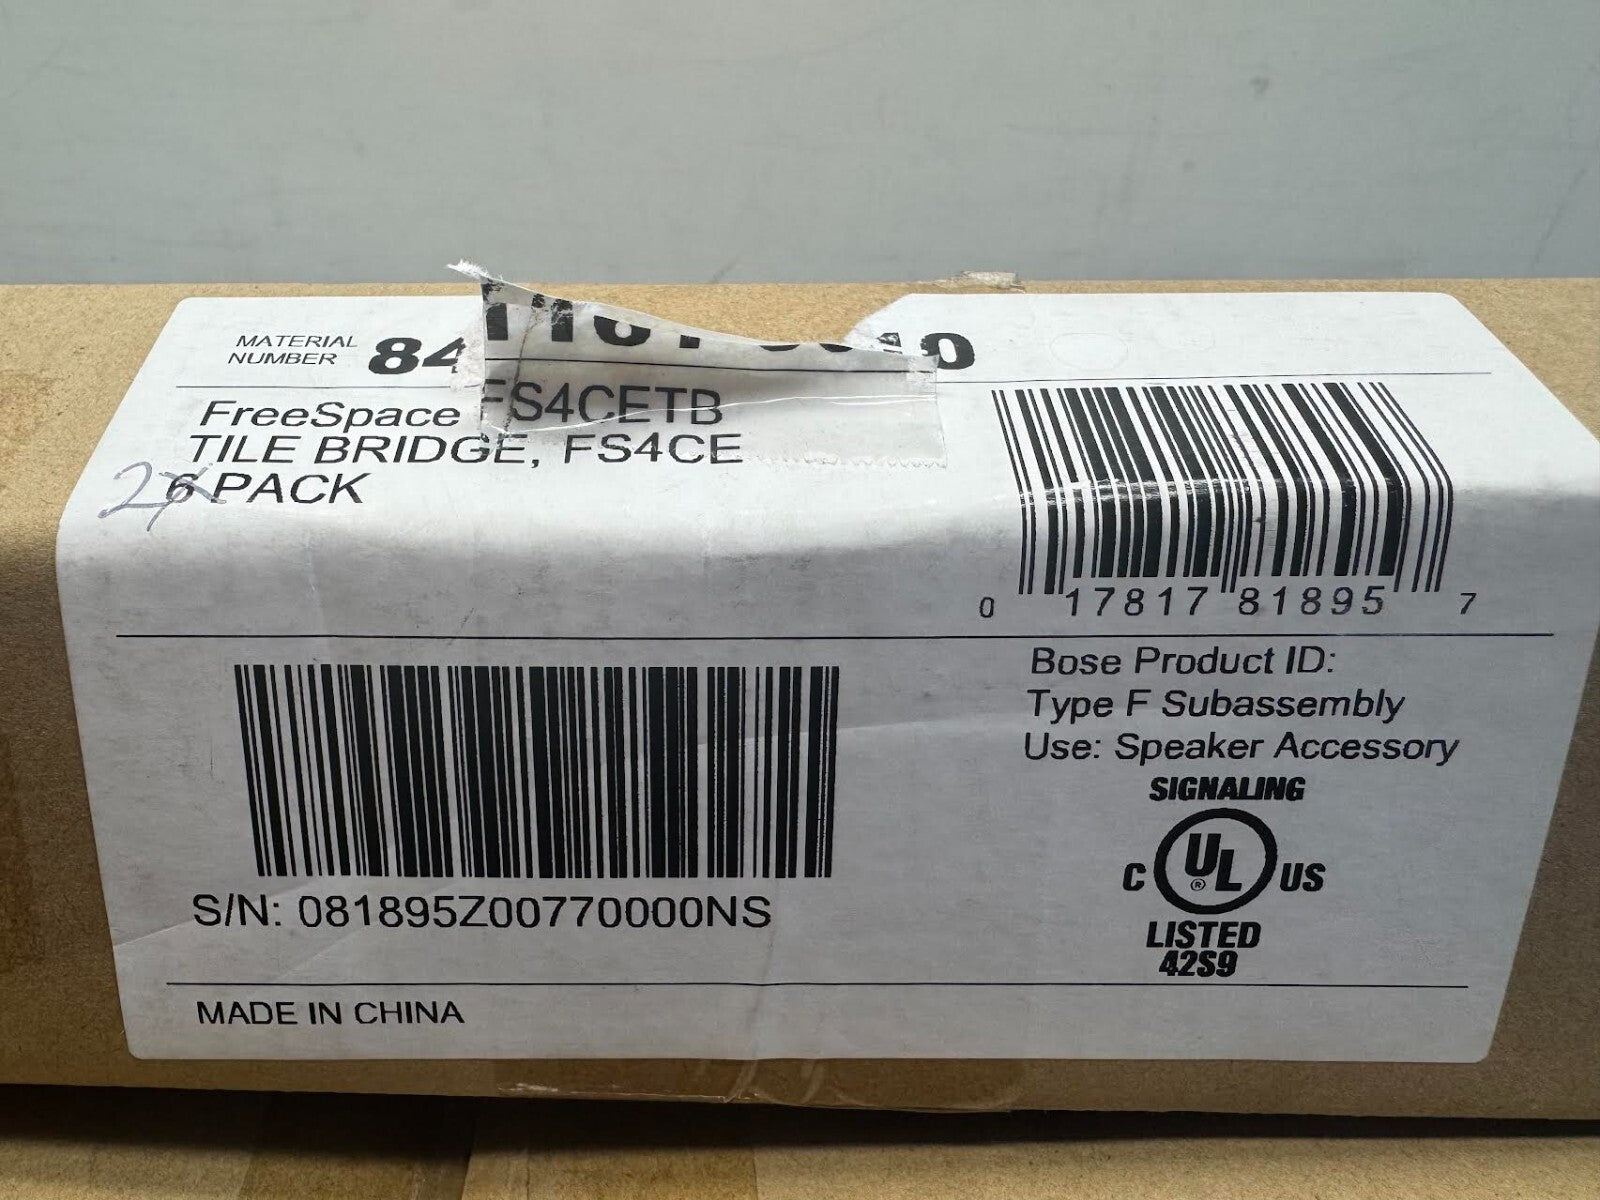 MATERIAL
NUMBER
FreeSpace FS4CETB
TILE BRIDGE, FS4CE
6 PACK
0 17817 81895 7
Bose Product ID:
Type F Subassembly
Use: Speaker Accessory
SIGNALING
C UL ® US
LISTED
42S9
S/N: 081895Z00770000NS
MADE IN CHINA